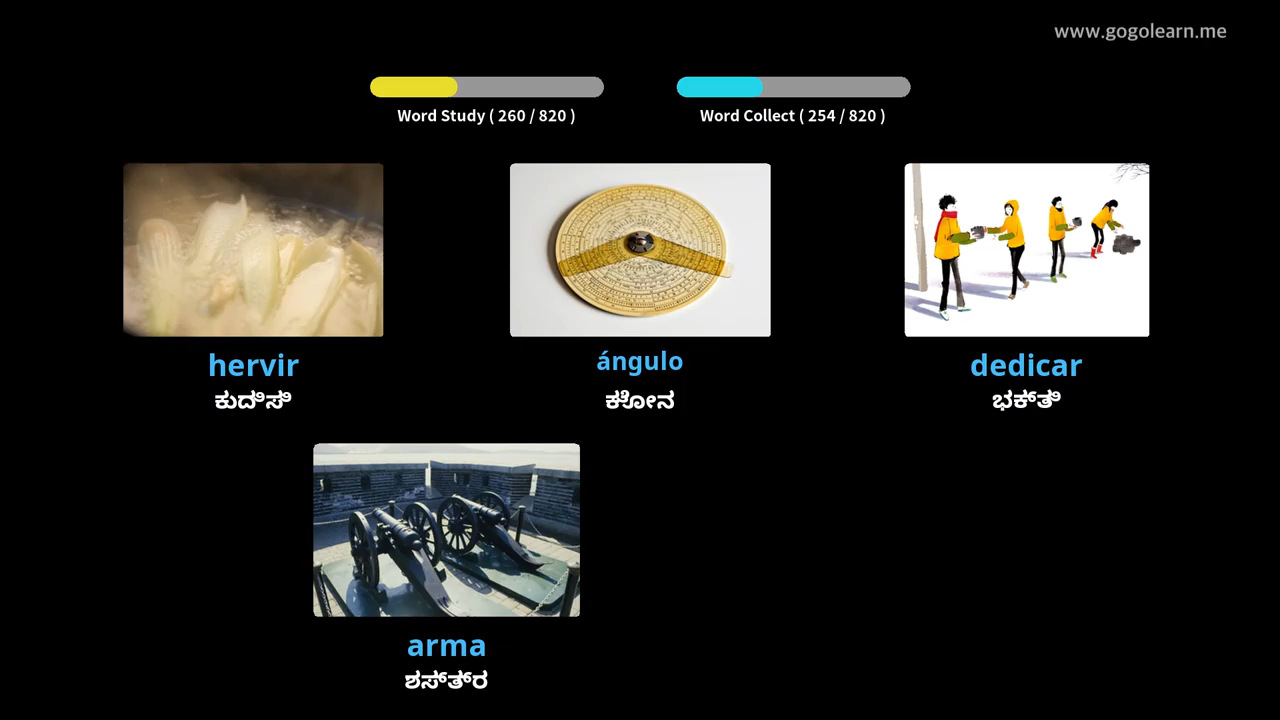 www.gogolearn.me
Word Study ( 260 / 820 )
Word Collect ( 254 / 820 )
hervir
ಕುದಿಸಿ
ángulo
ಕೋನ
dedicar
ಭಕ್ತಿ
arma
ಶಸ್ತ್ರ